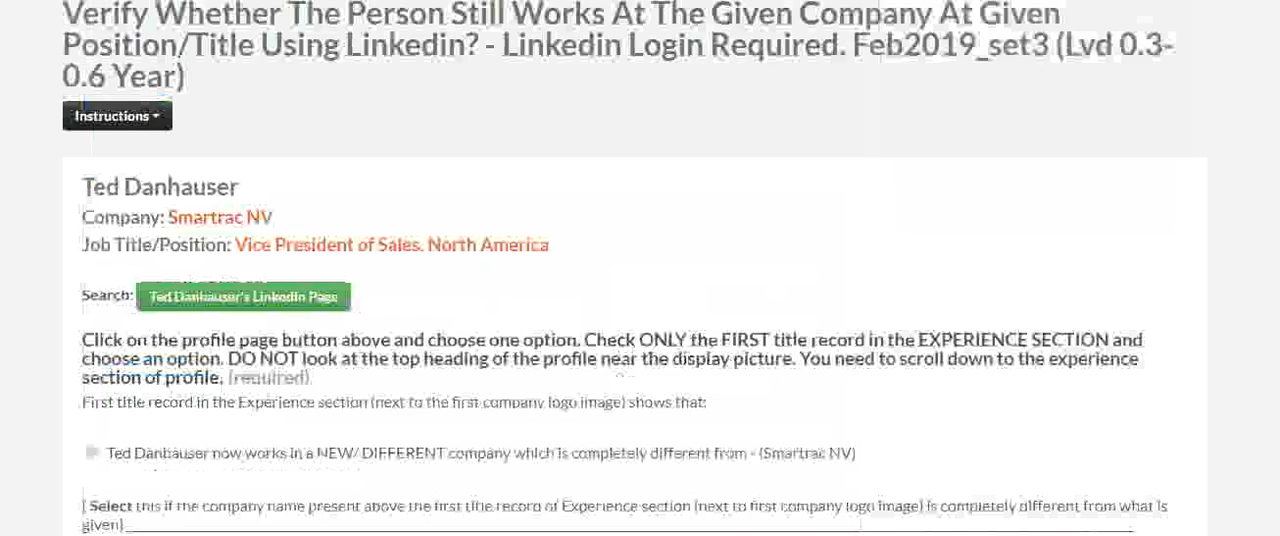 Verify Whether The Person Still Works At The Given Company At Given
Position/Title Using Linkedin? - Linkedin Login Required. Feb2019_set3 (Lvd 0.3-
0.6 Year)
Instructions
Ted Danhauser
Company: Smartrac NV
Job Title/Position: Vice President of Sales, North America
Search: Ted Danhauser's LinkedIn Page
Click on the profile page button above and choose one option. Check ONLY the FIRST title record in the EXPERIENCE SECTION and
choose an option. DO NOT look at the top heading of the profile near the display picture. You need to scroll down to the experience
section of profile. (required)
First title record in the Experience section (next to the first company logo image) shows that:
Ted Danhauser now works in a NEW/ DIFFERENT company which is completely different from - (Smartrac NV)
( Select this if the company name present above the first title record of Experience section (next to first company logo image) is completely different from what is
given)